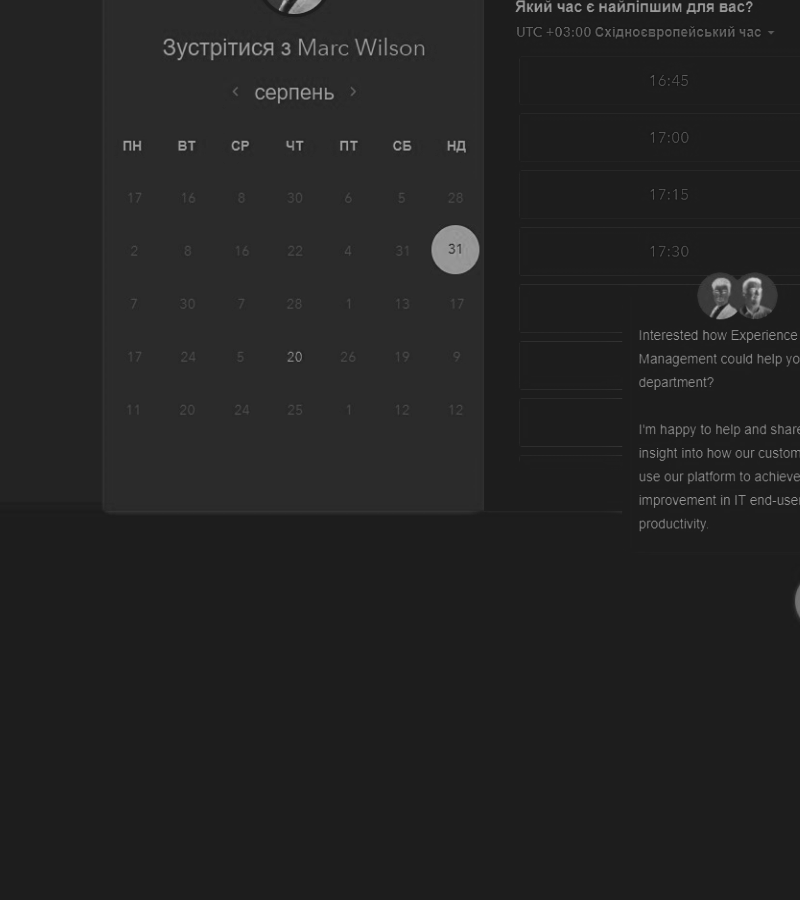 Зустрітися з Marc Wilson
серпень
ПН ВТ СР ЧТ ПТ СБ НД
17 16 8 30 6 5 28
2 8 16 22 4 31 31
7 30 7 28 1 13 17
17 24 5 20 26 19 9
11 20 24 25 1 12 12
Який час є найліпшим для вас?
UTC +03:00 Східноєвропейський час
16:45
17:00
17:15
17:30
Interested how Experience
Management could help yo
department?
I'm happy to help and share
insight into how our custom
use our platform to achieve
improvement in IT end-user
productivity.